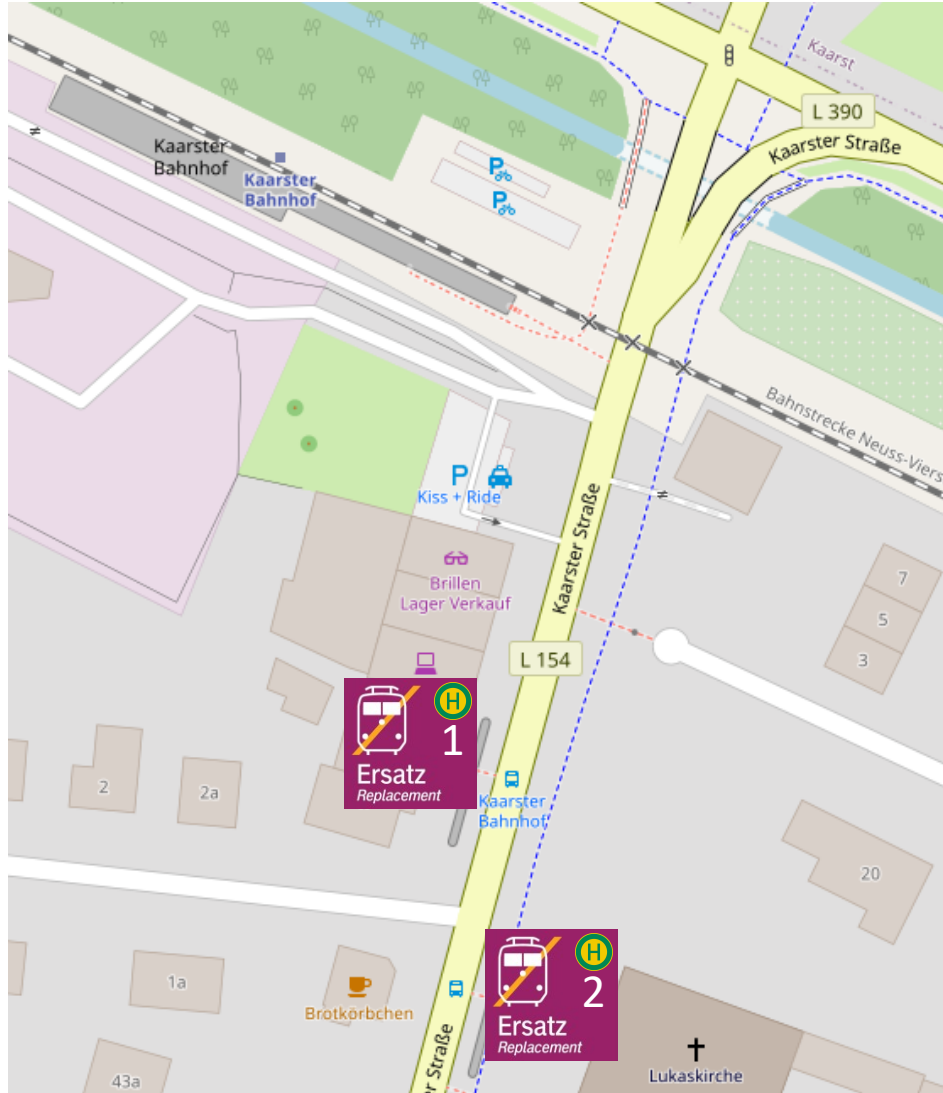 Kaarst
L 390
Kaarster Straße
Kaarster
Bahnhof
Kaarster
Bahnhof
P
P
Bahnstrecke Neuss-Viers
P
Kiss + Ride
Kaarster Straße
Brillen
Lager Verkauf
7
5
3
L 154
H
1
Ersatz
Replacement
2
2a
Kaarster
Bahnhof
20
H
2
Ersatz
Replacement
1a
Brotkörbchen
er Straße
Lukaskirche
43a